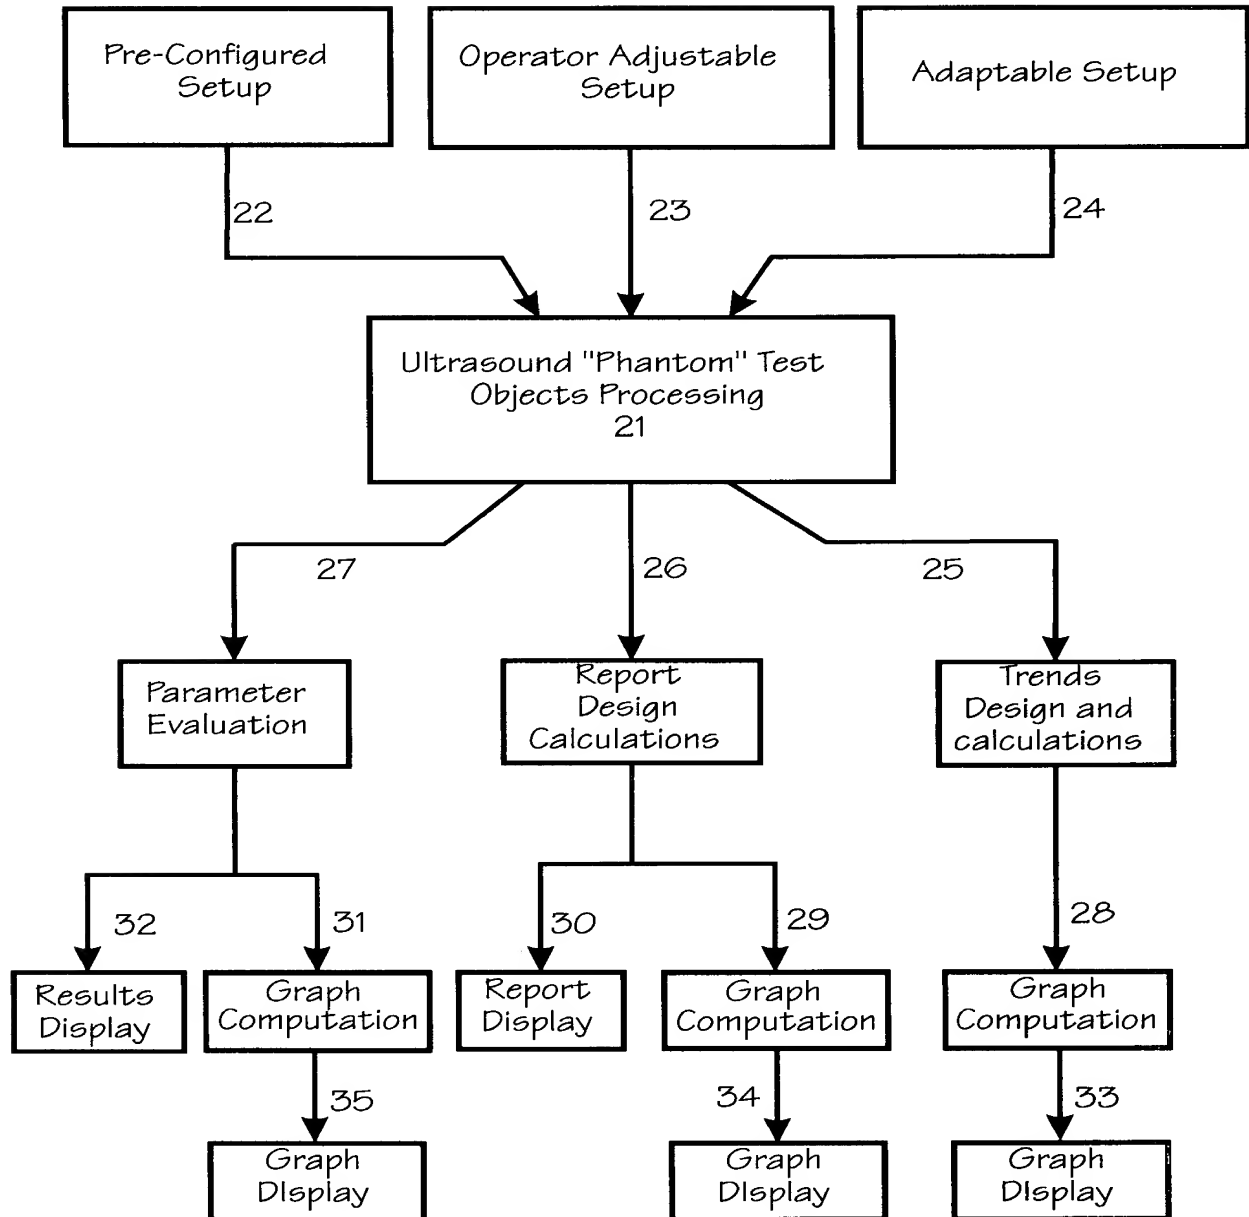 Pre-Configured
Setup
Operator Adjustable
Setup
Adaptable Setup
22
23
24
Ultrasound "Phantom" Test
Objects Processing
21
27
26
25
Parameter
Evaluation
Report
Design
Calculations
Trends
Design and
calculations
32
31
30
29
28
Results
Display
Graph
Computation
Report
Display
Graph
Computation
Graph
Computation
35
34
33
Graph
DIsplay
Graph
DIsplay
Graph
DIsplay